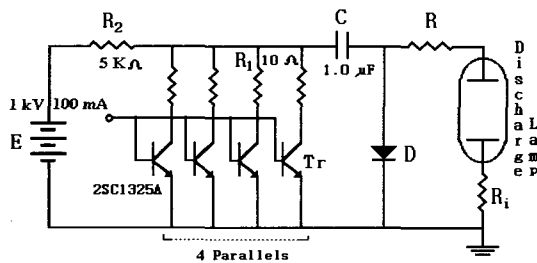 R2
5 KΩ
C
1.0 μF
R
R1 10 Ω
1 kV 100 mA
E
2SC1325A
Tr
D
Discharge
Lamp
Ri
4 Parallels